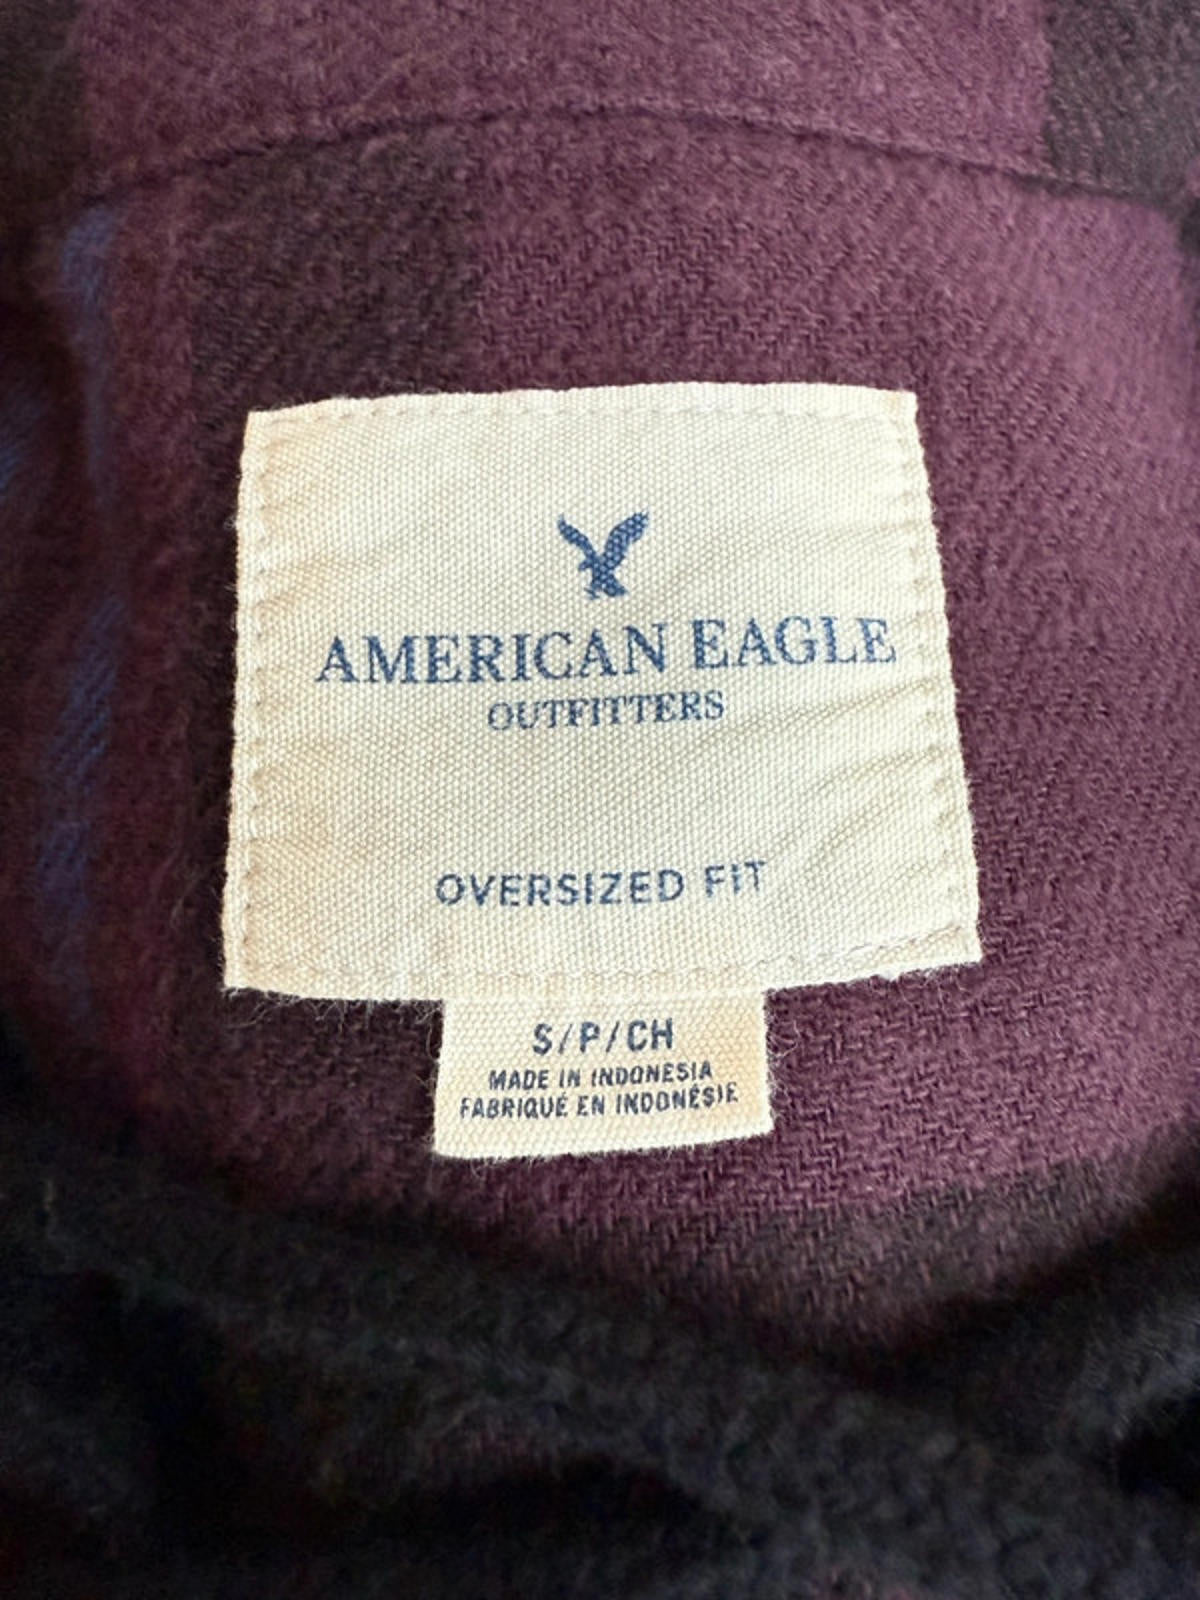 AMERICAN EAGLE
OUTFITTERS
OVERSIZED FIT
S/P/CH
MADE IN INDONESIA
FABRIQUÉ EN INDONÉSIE